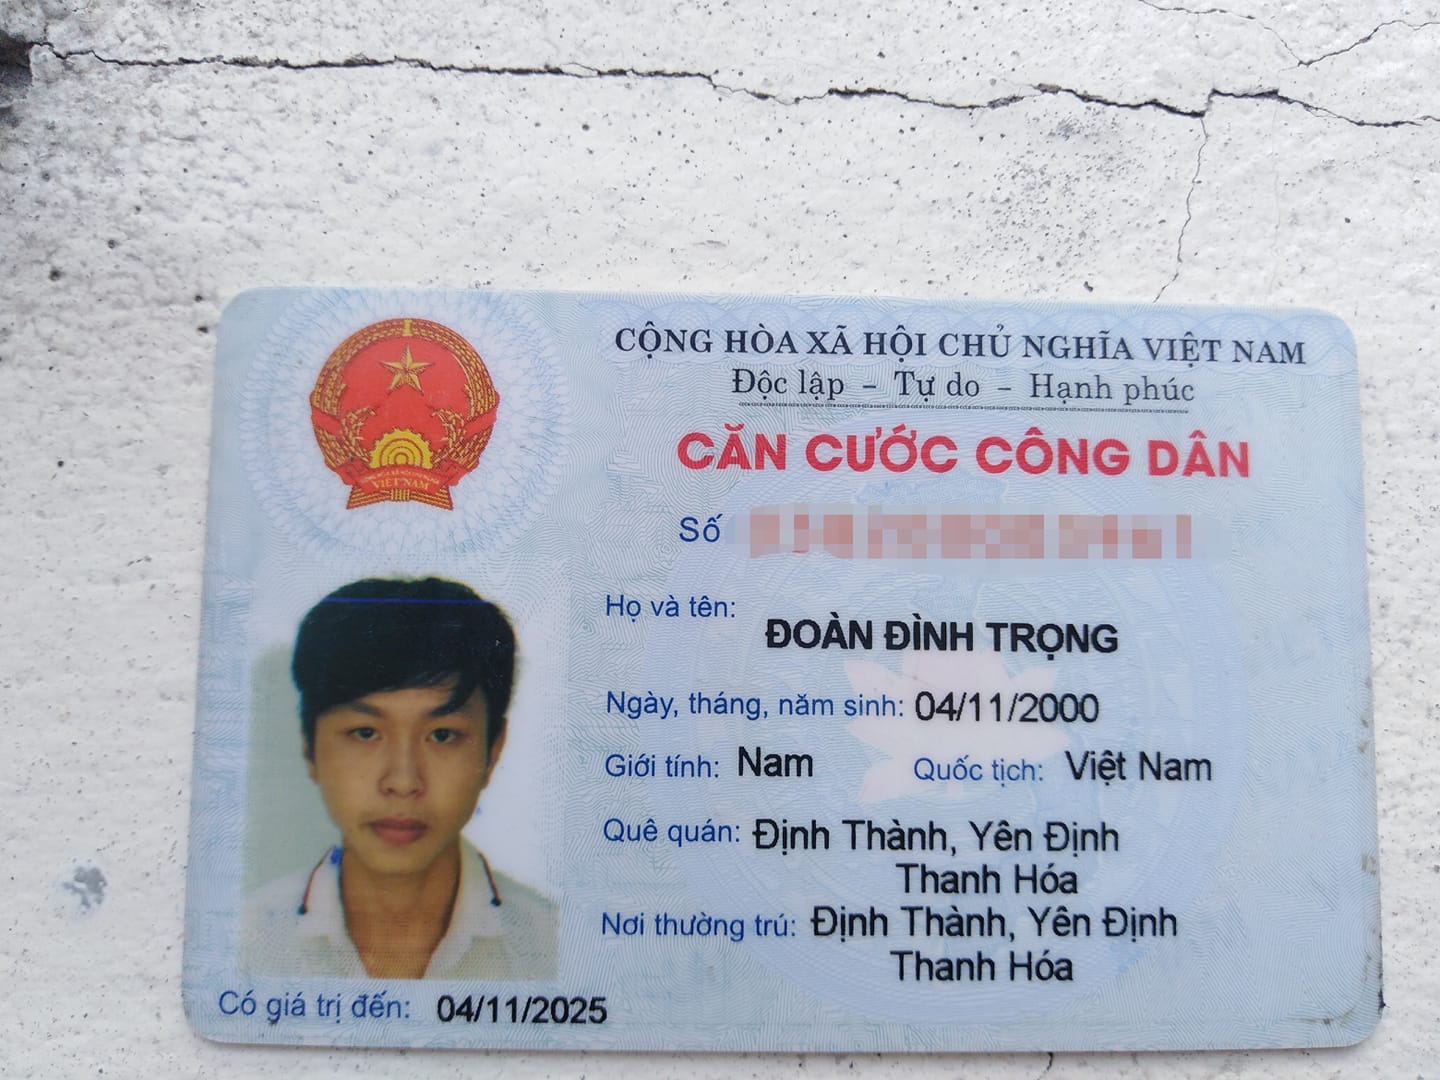 CỘNG HÒA XÃ HỘI CHỦ NGHĨA VIỆT NAM
Độc lập - Tự do - Hạnh phúc
CĂN CƯỚC CÔNG DÂN
VIỆT NAM
Số
Họ và tên:
ĐOÀN ĐÌNH TRỌNG
Ngày, tháng, năm sinh: 04/11/2000
Giới tính: Nam Quốc tịch: Việt Nam
Quê quán: Định Thành, Yên Định
Thanh Hóa
Nơi thường trú: Định Thành, Yên Định
Thanh Hóa
Có giá trị đến: 04/11/2025